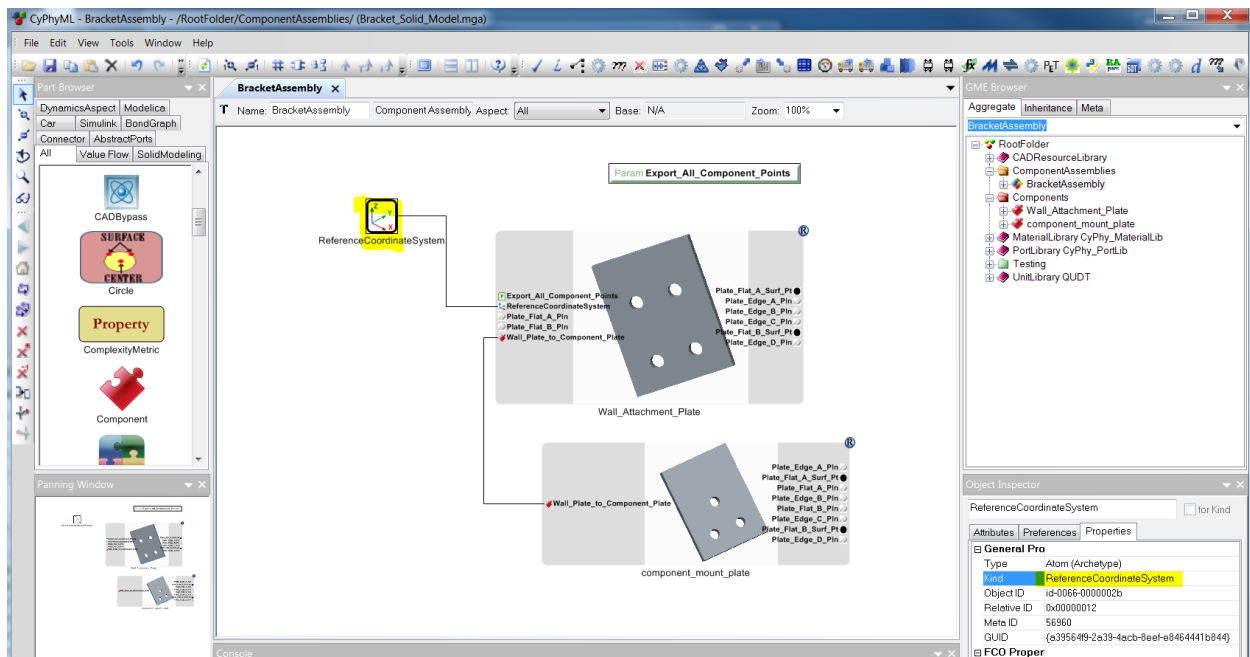 CyPhyML - BracketAssembly - /RootFolder/ComponentAssemblies/ (Bracket_Solid_Model.mga)
File Edit View Tools Window Help
Part Browser
DynamicsAspect Modelica
Car Simulink BondGraph
Connector AbstractPorts
All Value Flow SolidModeling
CADBypass
SURFACE
CENTER
Circle
Property
ComplexityMetric
Component
Panning Window
BracketAssembly X
Name: BracketAssembly Component Assembly Aspect: All Base: N/A Zoom: 100%
Param Export_All_Component_Points
Z
Y
X
ReferenceCoordinateSystem
R
Export_All_Component_Points
ReferenceCoordinateSystem
Plate_Flat_A_Pln
Plate_Flat_B_Pln
Wall_Plate_to_Component_Plate
Plate_Flat_A_Surf_Pt
Plate_Edge_A_Pln
Plate_Edge_B_Pln
Plate_Edge_C_Pln
Plate_Flat_B_Surf_Pt
Plate_Edge_D_Pln
Wall_Attachment_Plate
R
Wall_Plate_to_Component_Plate
Plate_Edge_A_Pln
Plate_Flat_A_Surf_Pt
Plate_Flat_A_Pln
Plate_Edge_B_Pln
Plate_Flat_B_Pln
Plate_Edge_C_Pln
Plate_Flat_B_Surf_Pt
Plate_Edge_D_Pln
component_mount_plate
Console
GME Browser
Aggregate Inheritance Meta
BracketAssembly
RootFolder
CADResourceLibrary
ComponentAssemblies
BracketAssembly
Components
Wall_Attachment_Plate
component_mount_plate
MaterialLibrary CyPhy_MaterialLib
PortLibrary CyPhy_PortLib
Testing
UnitLibrary QUDT
Object Inspector
ReferenceCoordinateSystem for Kind
Attributes Preferences Properties
General Pro
Type Atom (Archetype)
Kind ReferenceCoordinateSystem
Object ID id-0066-0000002b
Relative ID 0x00000012
Meta ID 56960
GUID {a39564f9-2a39-4acb-8eef-e8464441b844}
FCO Proper